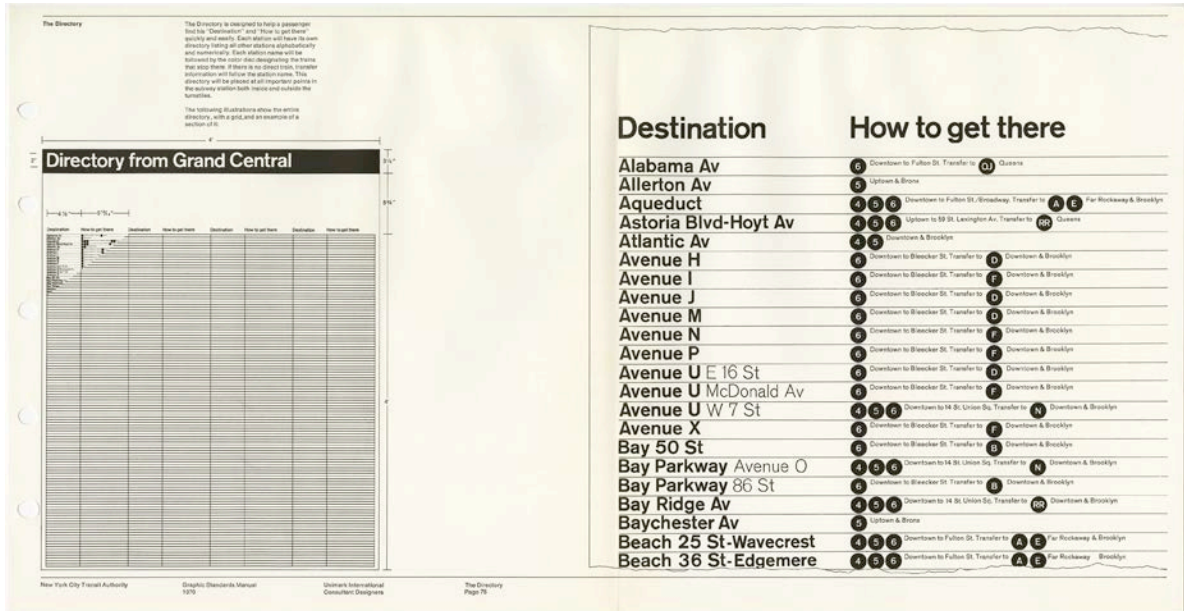 The Directory
The Directory is designed to help a passenger
find his "Destination" and "How to get there"
quickly and easily. Each station will have its own
directory listing all other stations alphabetically
and numerically. Each station name will be
followed by the color disc designating the trains
that stop there. If there is no direct train, transfer
information will follow the station name. This
directory will be placed at all important points in
the subway station both inside and outside the
turnstiles.
The following illustrations show the entire
directory, with a grid, and an example of a
section of it.
4'
2"
Directory from Grand Central
Destination How to get there Destination How to get there Destination How to get there Destination How to get there
4'
Destination How to get there
Alabama Av 6 Downtown to Fulton St. Transfer to QJ Queens
Allerton Av 5 Uptown & Bronx
Aqueduct 4 5 6 Downtown to Fulton St./Broadway. Transfer to A E Far Rockaway & Brooklyn
Astoria Blvd-Hoyt Av 4 5 6 Uptown to 59 St. Lexington Av. Transfer to RR Queens
Atlantic Av 4 5 Downtown & Brooklyn
Avenue H 6 Downtown to Bleecker St. Transfer to D Downtown & Brooklyn
Avenue I 6 Downtown to Bleecker St. Transfer to F Downtown & Brooklyn
Avenue J 6 Downtown to Bleecker St. Transfer to D Downtown & Brooklyn
Avenue M 6 Downtown to Bleecker St. Transfer to D Downtown & Brooklyn
Avenue N 6 Downtown to Bleecker St. Transfer to F Downtown & Brooklyn
Avenue P 6 Downtown to Bleecker St. Transfer to F Downtown & Brooklyn
Avenue U E 16 St 6 Downtown to Bleecker St. Transfer to D Downtown & Brooklyn
Avenue U McDonald Av 6 Downtown to Bleecker St. Transfer to F Downtown & Brooklyn
Avenue U W 7 St 4 5 6 Downtown to 14 St. Union Sq. Transfer to N Downtown & Brooklyn
Avenue X 6 Downtown to Bleecker St. Transfer to F Downtown & Brooklyn
Bay 50 St 6 Downtown to Bleecker St. Transfer to B Downtown & Brooklyn
Bay Parkway Avenue O 4 5 6 Downtown to 14 St. Union Sq. Transfer to N Downtown & Brooklyn
Bay Parkway 86 St 6 Downtown to Bleecker St. Transfer to B Downtown & Brooklyn
Bay Ridge Av 4 5 6 Downtown to 14 St. Union Sq. Transfer to RR Downtown & Brooklyn
Baychester Av 5 Uptown & Bronx
Beach 25 St-Wavecrest 4 5 6 Downtown to Fulton St. Transfer to A E Far Rockaway & Brooklyn
Beach 36 St-Edgemere 4 5 6 Downtown to Fulton St. Transfer to A E Far Rockaway Brooklyn
New York City Transit Authority
Graphic Standards Manual
1970
Unimark International
Consultant Designers
The Directory
Page 76